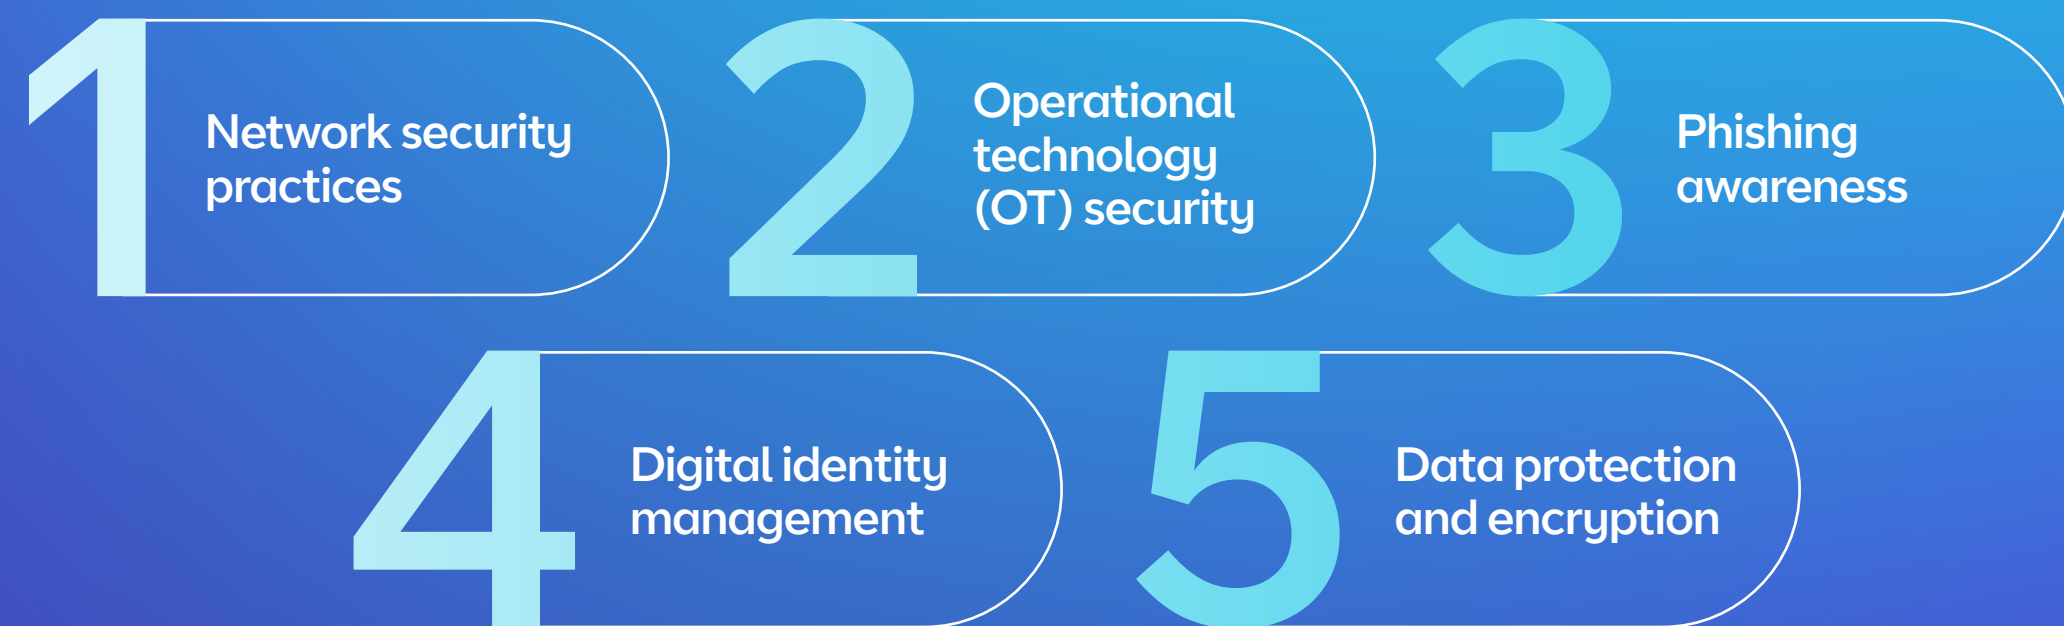 1
Network security
practices
2
Operational
technology
(OT) security
3
Phishing
awareness
4
Digital identity
management
5
Data protection
and encryption